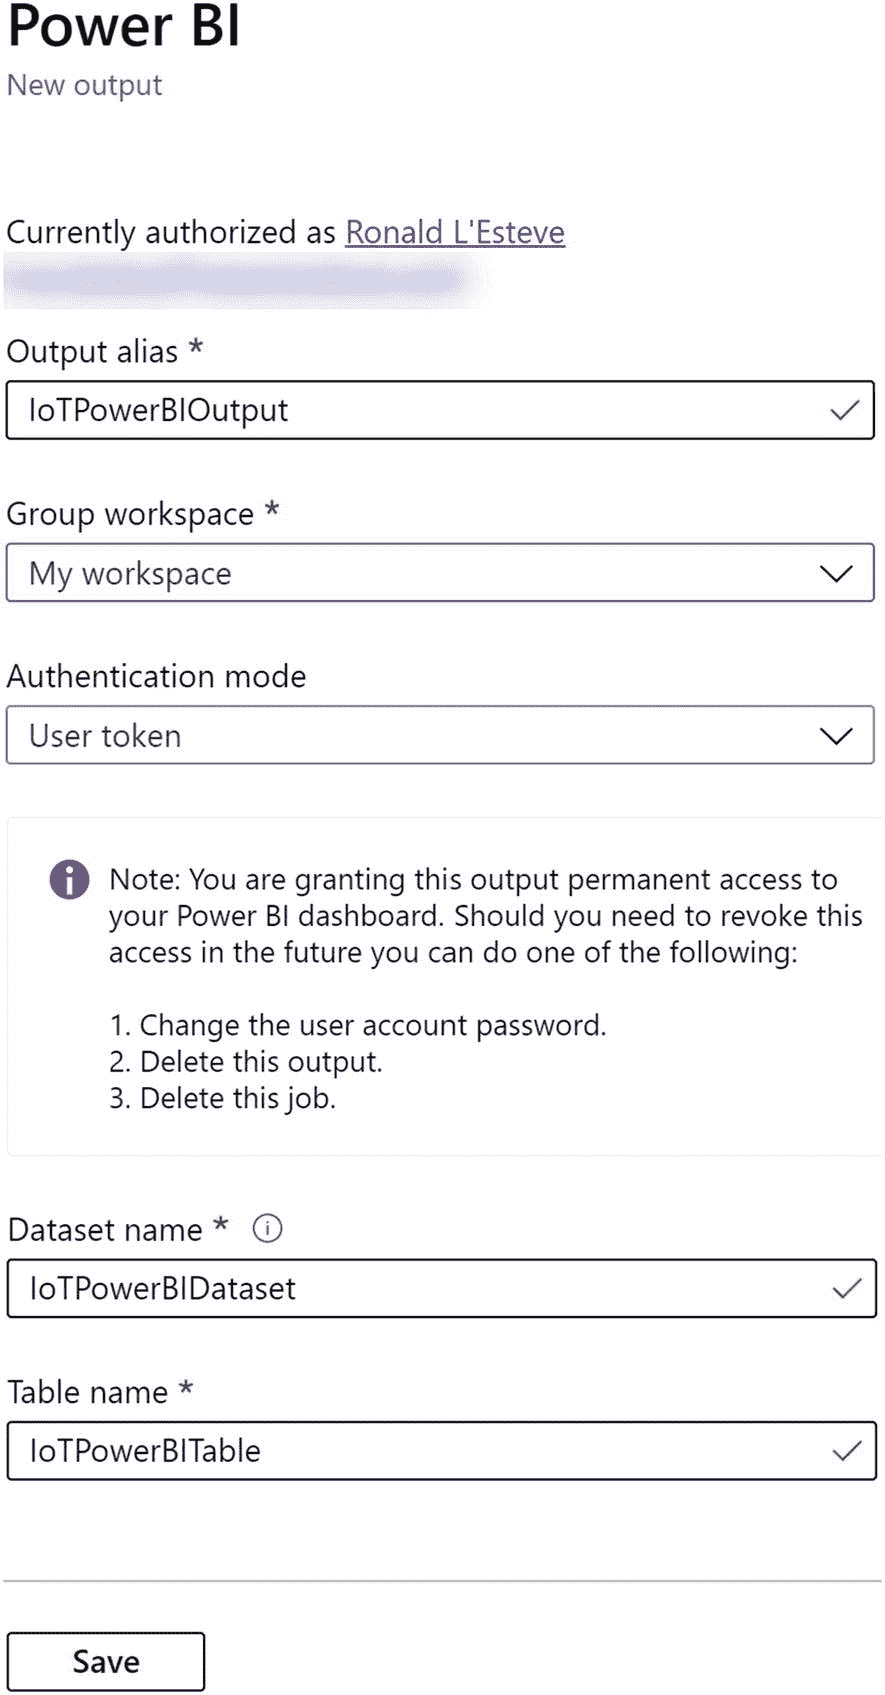 Power BI
New output
Currently authorized as Ronald L'Esteve
Output alias *
IoTPowerBIOutput
Group workspace *
My workspace
Authentication mode
User token
Note: You are granting this output permanent access to
your Power BI dashboard. Should you need to revoke this
access in the future you can do one of the following:
1. Change the user account password.
2. Delete this output.
3. Delete this job.
Dataset name *
IoTPowerBIDataset
Table name *
IoTPowerBITable
Save